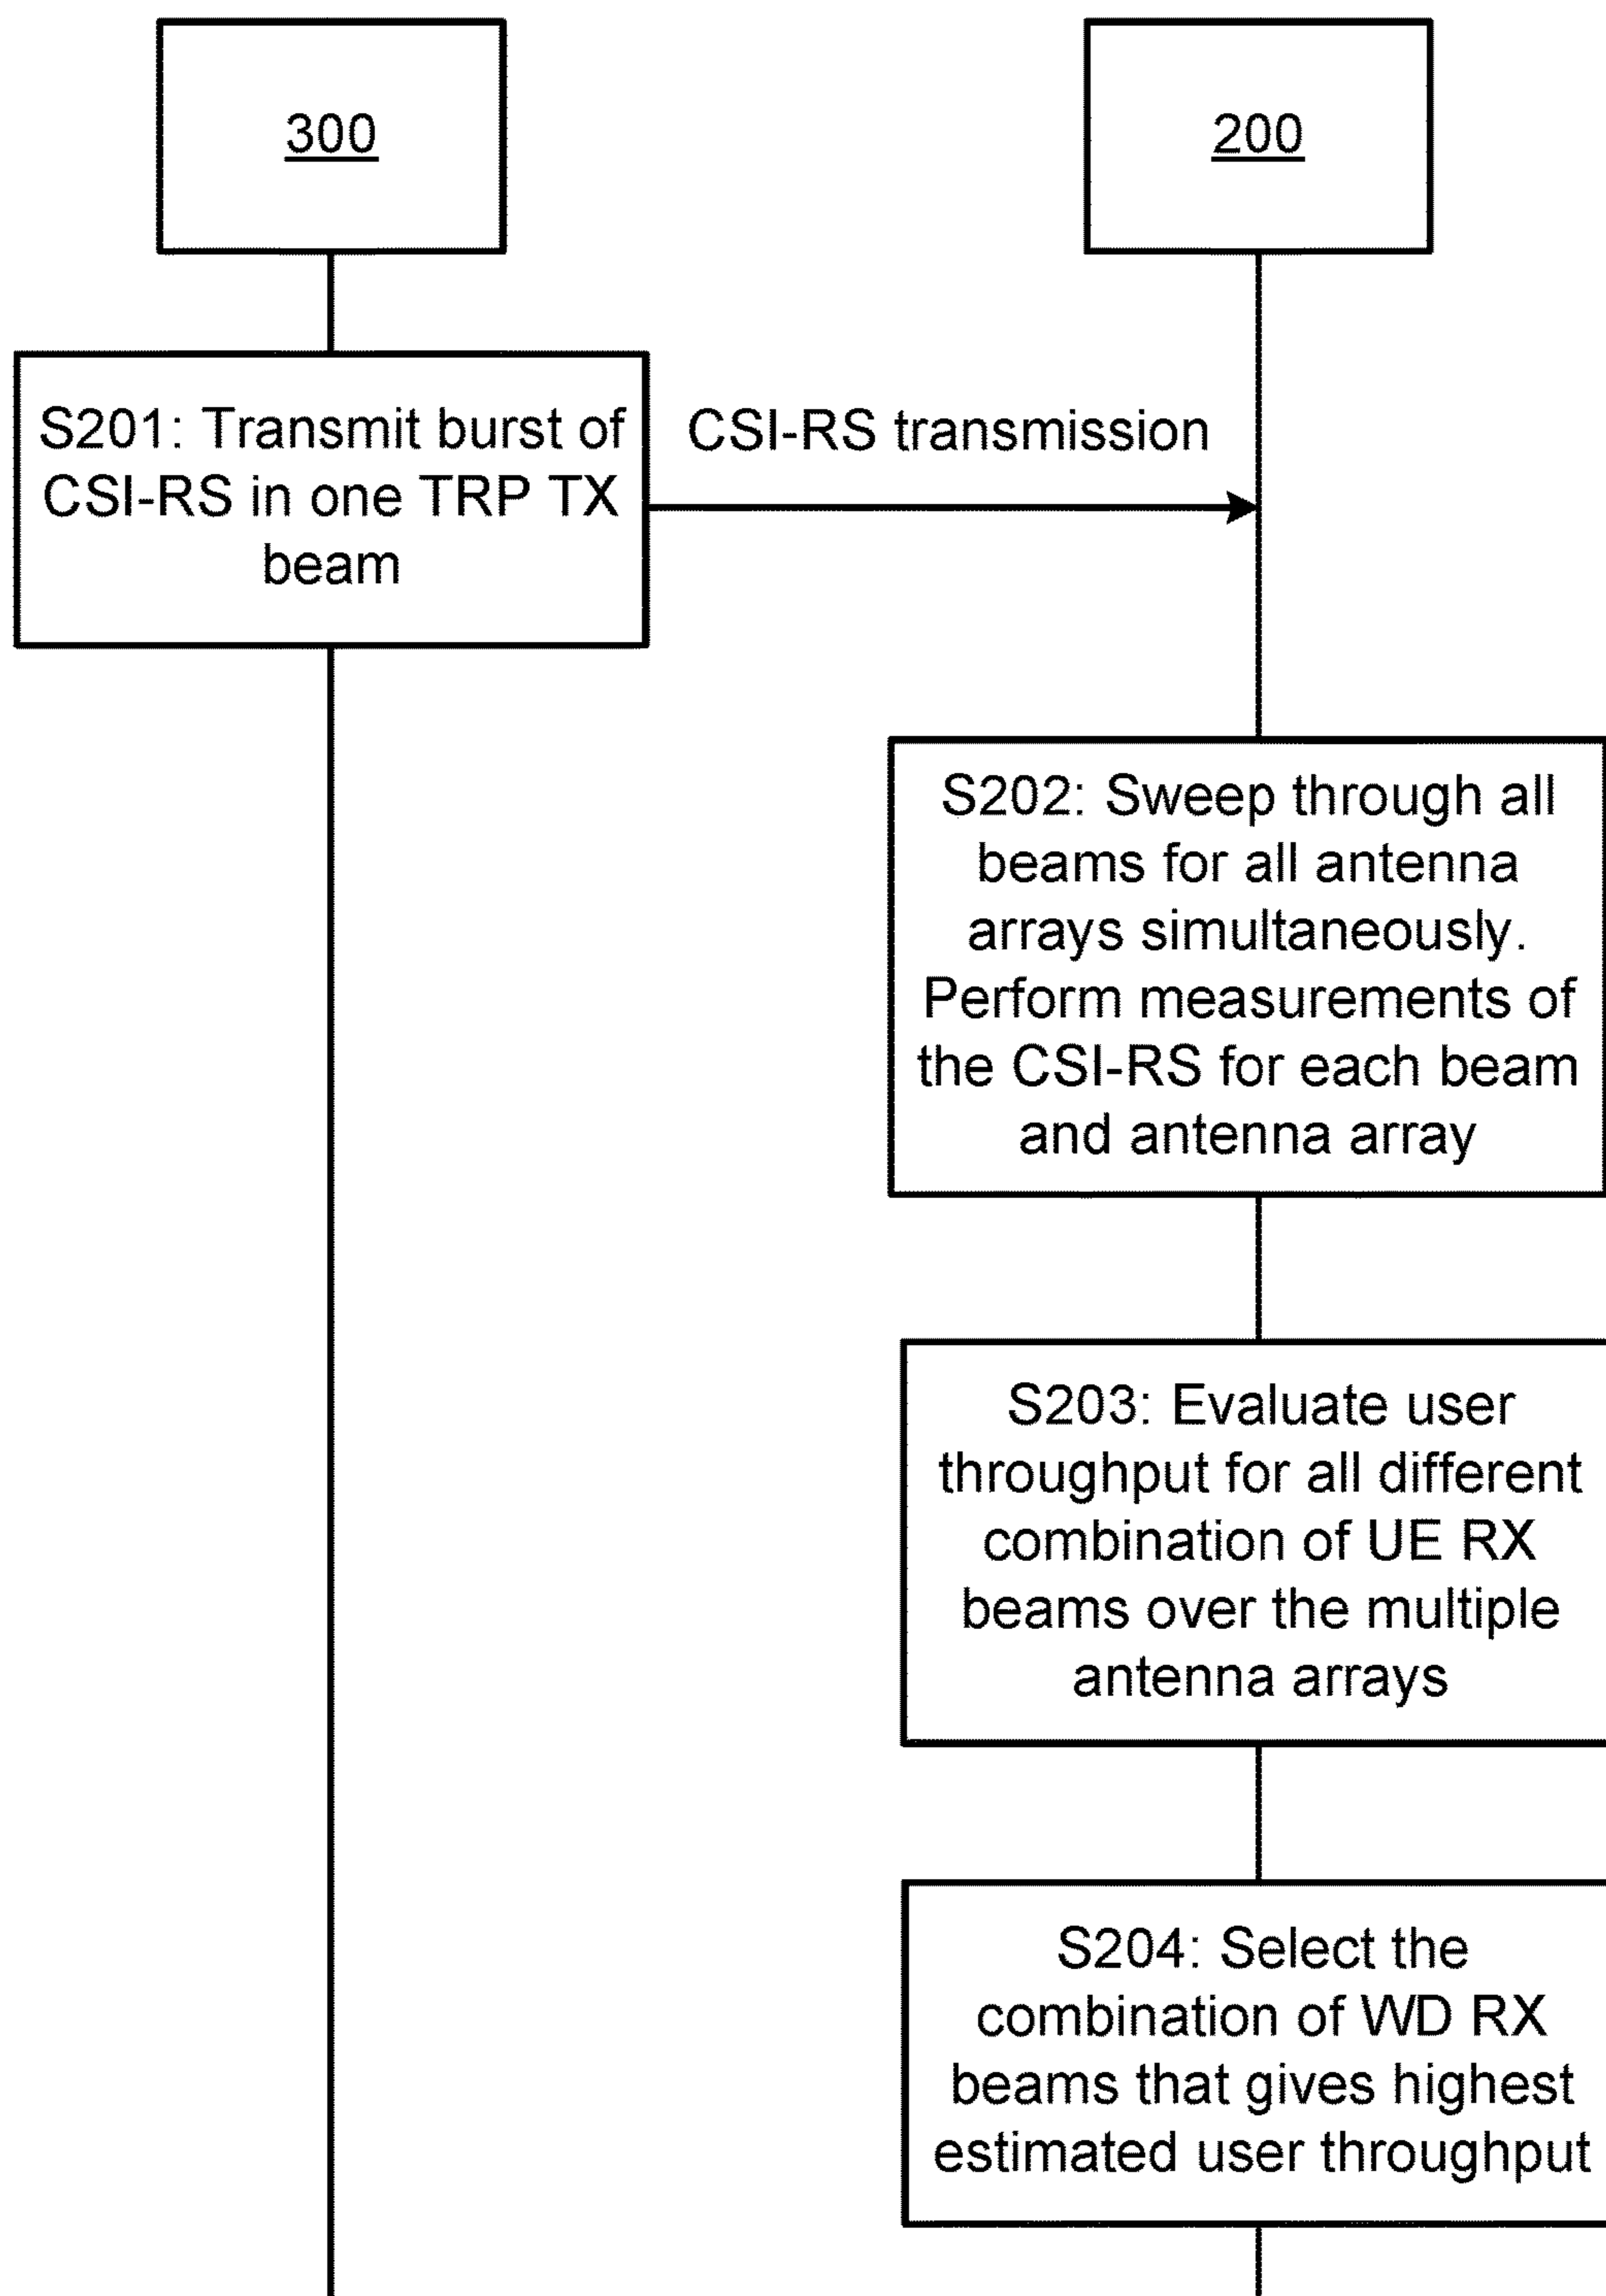 300
200
S201: Transmit burst of
CSI-RS in one TRP TX
beam
CSI-RS transmission
S202: Sweep through all
beams for all antenna
arrays simultaneously.
Perform measurements of
the CSI-RS for each beam
and antenna array
S203: Evaluate user
throughput for all different
combination of UE RX
beams over the multiple
antenna arrays
S204: Select the
combination of WD RX
beams that gives highest
estimated user throughput